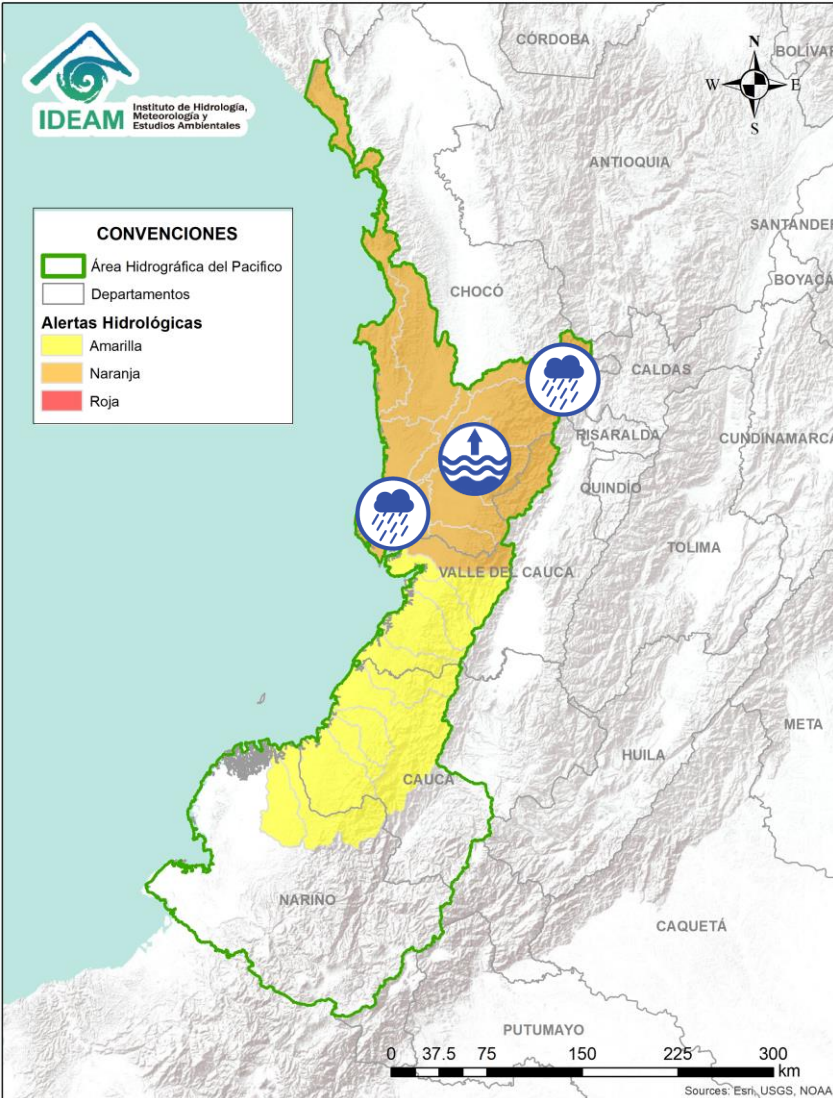 IDEAM
Instituto de Hidrología,
Meteorología y
Estudios Ambientales
CÓRDOBA
BOLÍVAR
N
W
E
S
ANTIOQUIA
CONVENCIONES
Área Hidrográfica del Pacifico
Departamentos
Alertas Hidrológicas
Amarilla
Naranja
Roja
SANTANDER
BOYACÁ
CHOCÓ
CALDAS
RISARALDA
CUNDINAMARCA
QUINDÍO
TOLIMA
VALLE DEL CAUCA
META
HUILA
CAUCA
NARIÑO
CAQUETÁ
PUTUMAYO
0 37.5 75 150 225 300
km
Sources: Esri, USGS, NOAA